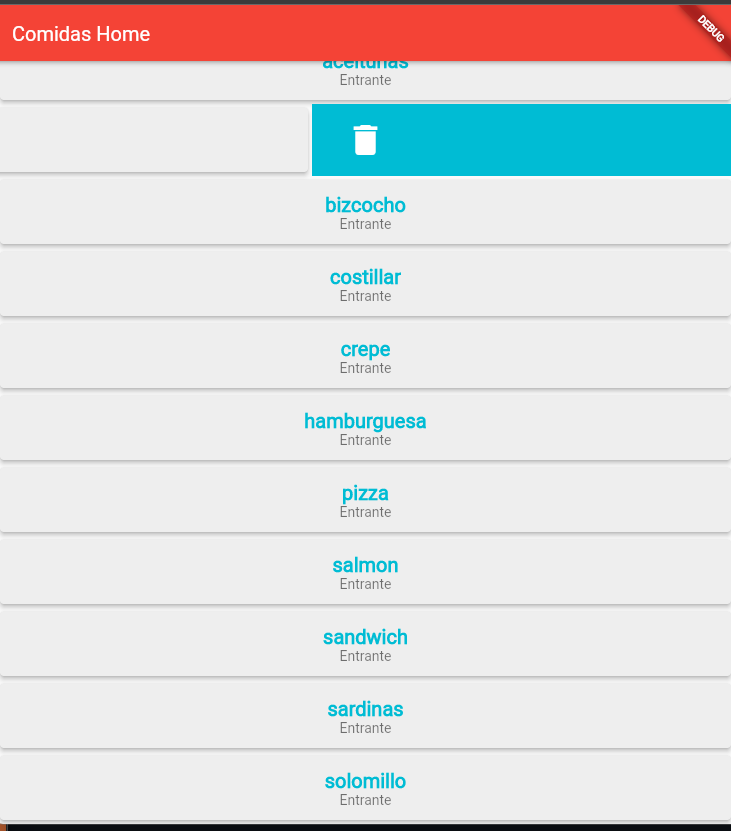 Comidas Home
DEBUG
aceitunas
Entrante
bizcocho
Entrante
costillar
Entrante
crepe
Entrante
hamburguesa
Entrante
pizza
Entrante
salmon
Entrante
sandwich
Entrante
sardinas
Entrante
solomillo
Entrante